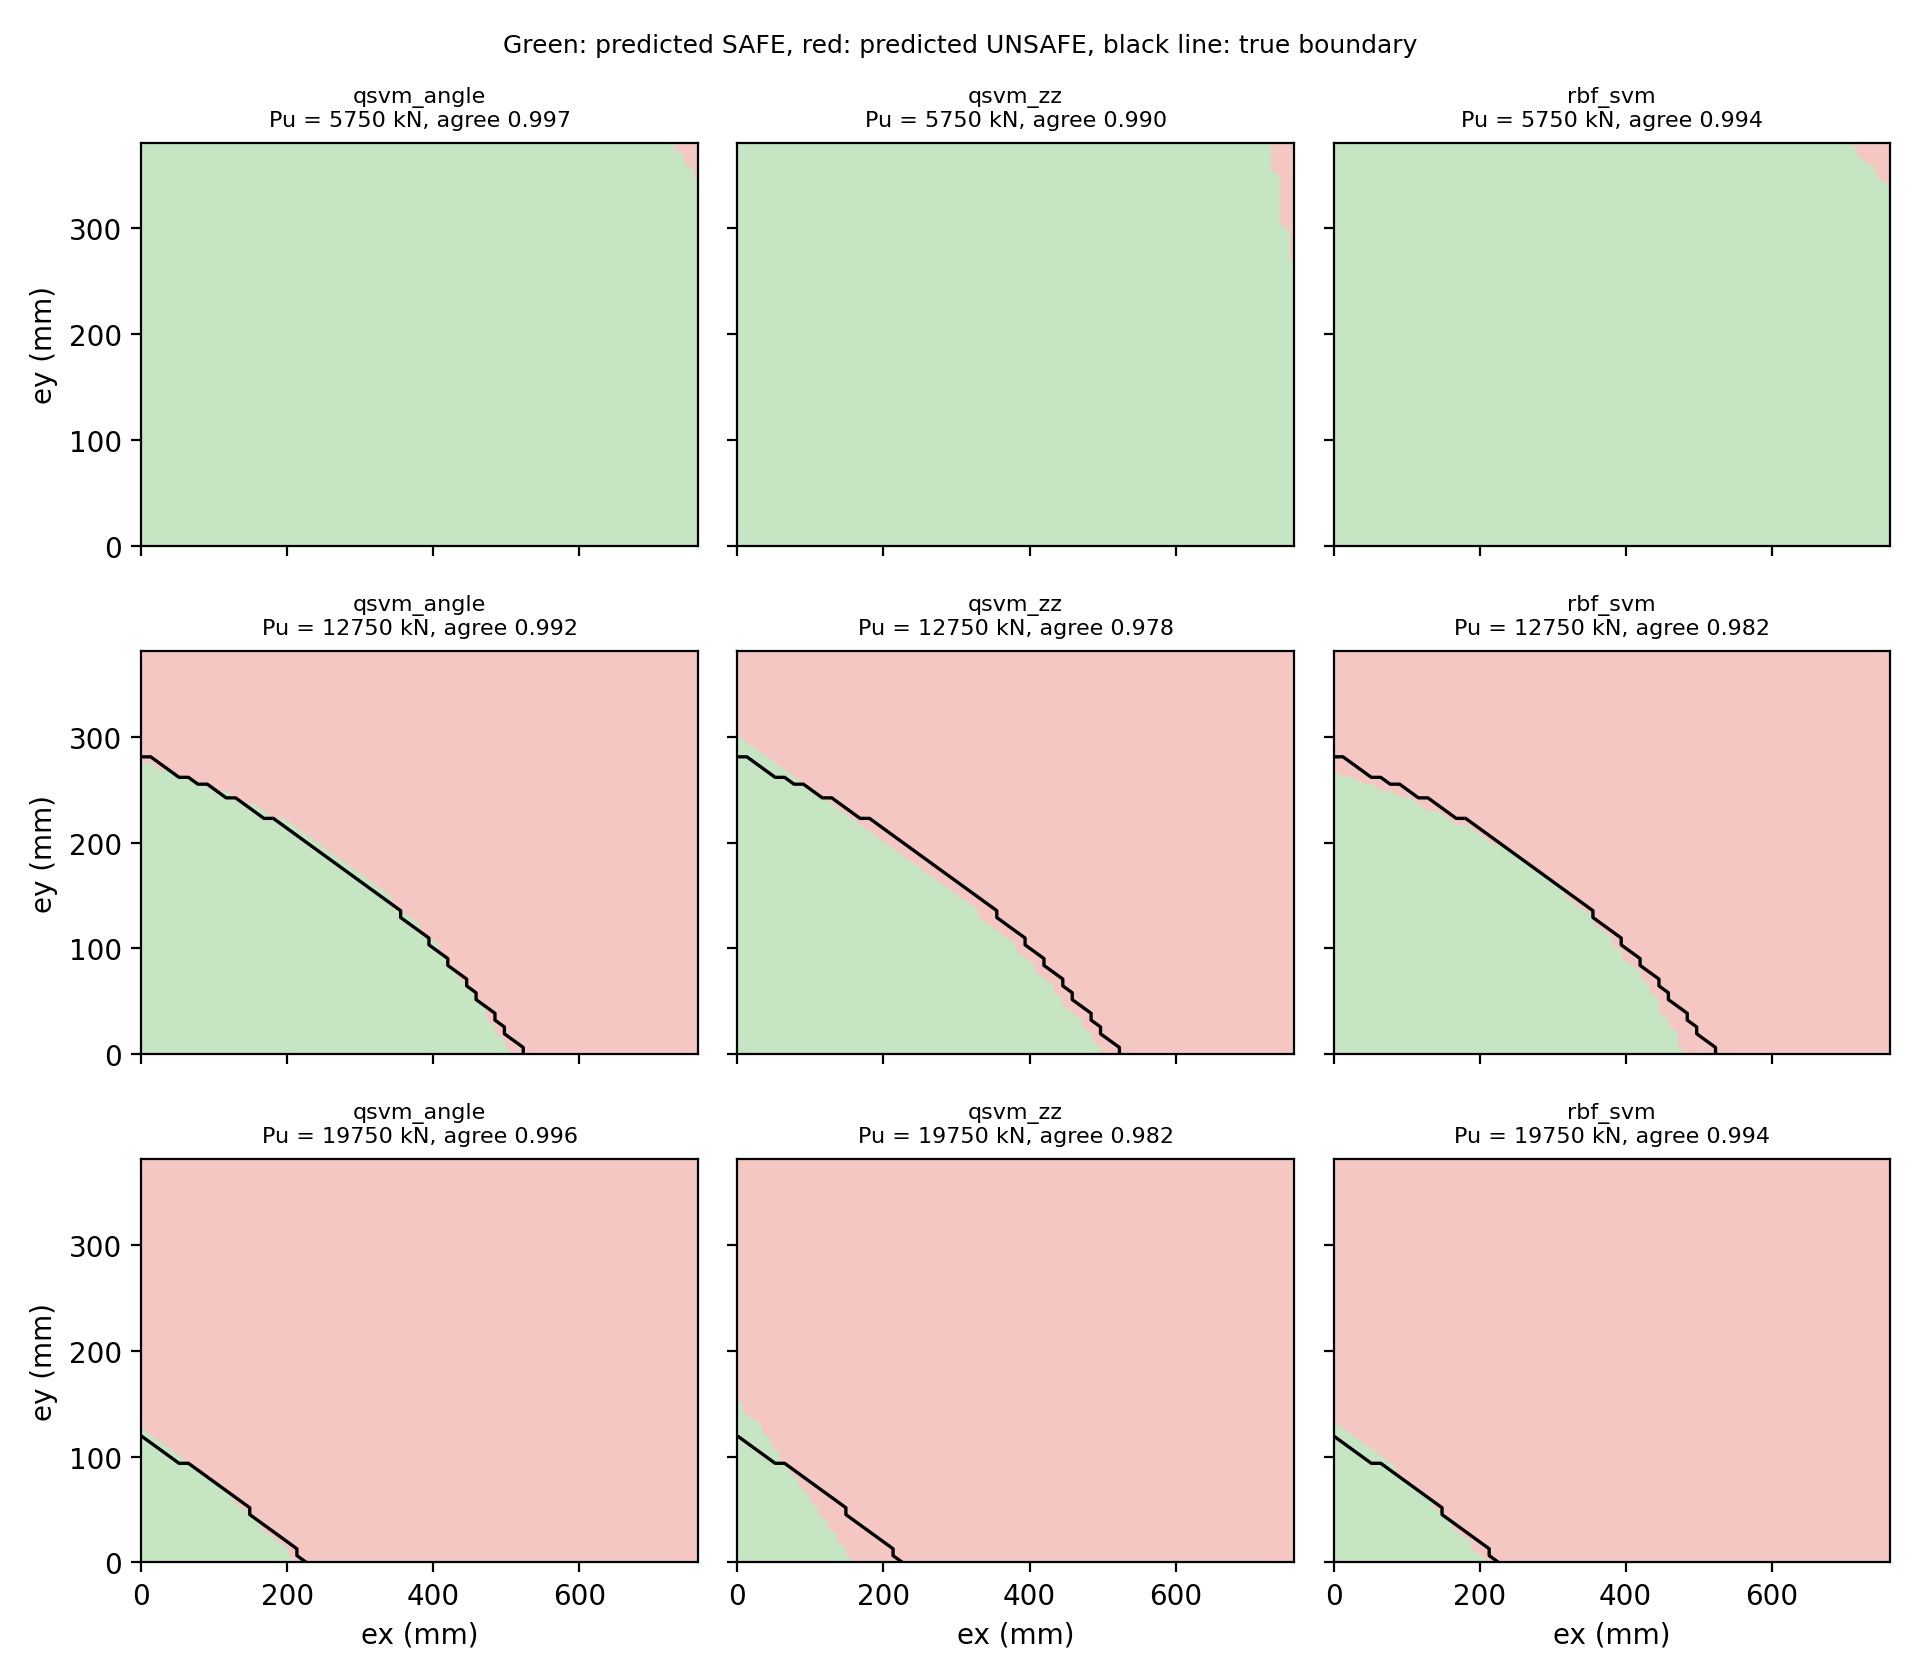 Green: predicted SAFE, red: predicted UNSAFE, black line: true boundary
qsvm_angle
Pu = 5750 kN, agree 0.997
qsvm_zz
Pu = 5750 kN, agree 0.990
rbf_svm
Pu = 5750 kN, agree 0.994
300
200
100
0
ey (mm)
qsvm_angle
Pu = 12750 kN, agree 0.992
qsvm_zz
Pu = 12750 kN, agree 0.978
rbf_svm
Pu = 12750 kN, agree 0.982
300
200
100
0
ey (mm)
qsvm_angle
Pu = 19750 kN, agree 0.996
qsvm_zz
Pu = 19750 kN, agree 0.982
rbf_svm
Pu = 19750 kN, agree 0.994
300
200
100
0
ey (mm)
0 200 400 600
0 200 400 600
0 200 400 600
ex (mm)
ex (mm)
ex (mm)